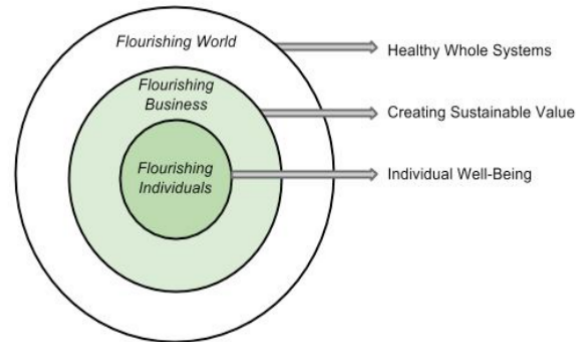 Flourishing World
Healthy Whole Systems
Flourishing
Business
Creating Sustainable Value
Flourishing
Individuals
Individual Well-Being